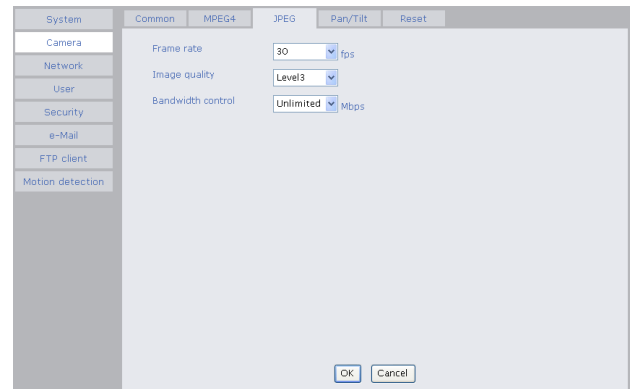 System
Camera
Network
User
Security
e-Mail
FTP client
Motion detection
Common MPEG4 JPEG Pan/Tilt Reset
Frame rate 30 fps
Image quality Level3
Bandwidth control Unlimited Mbps
OK Cancel